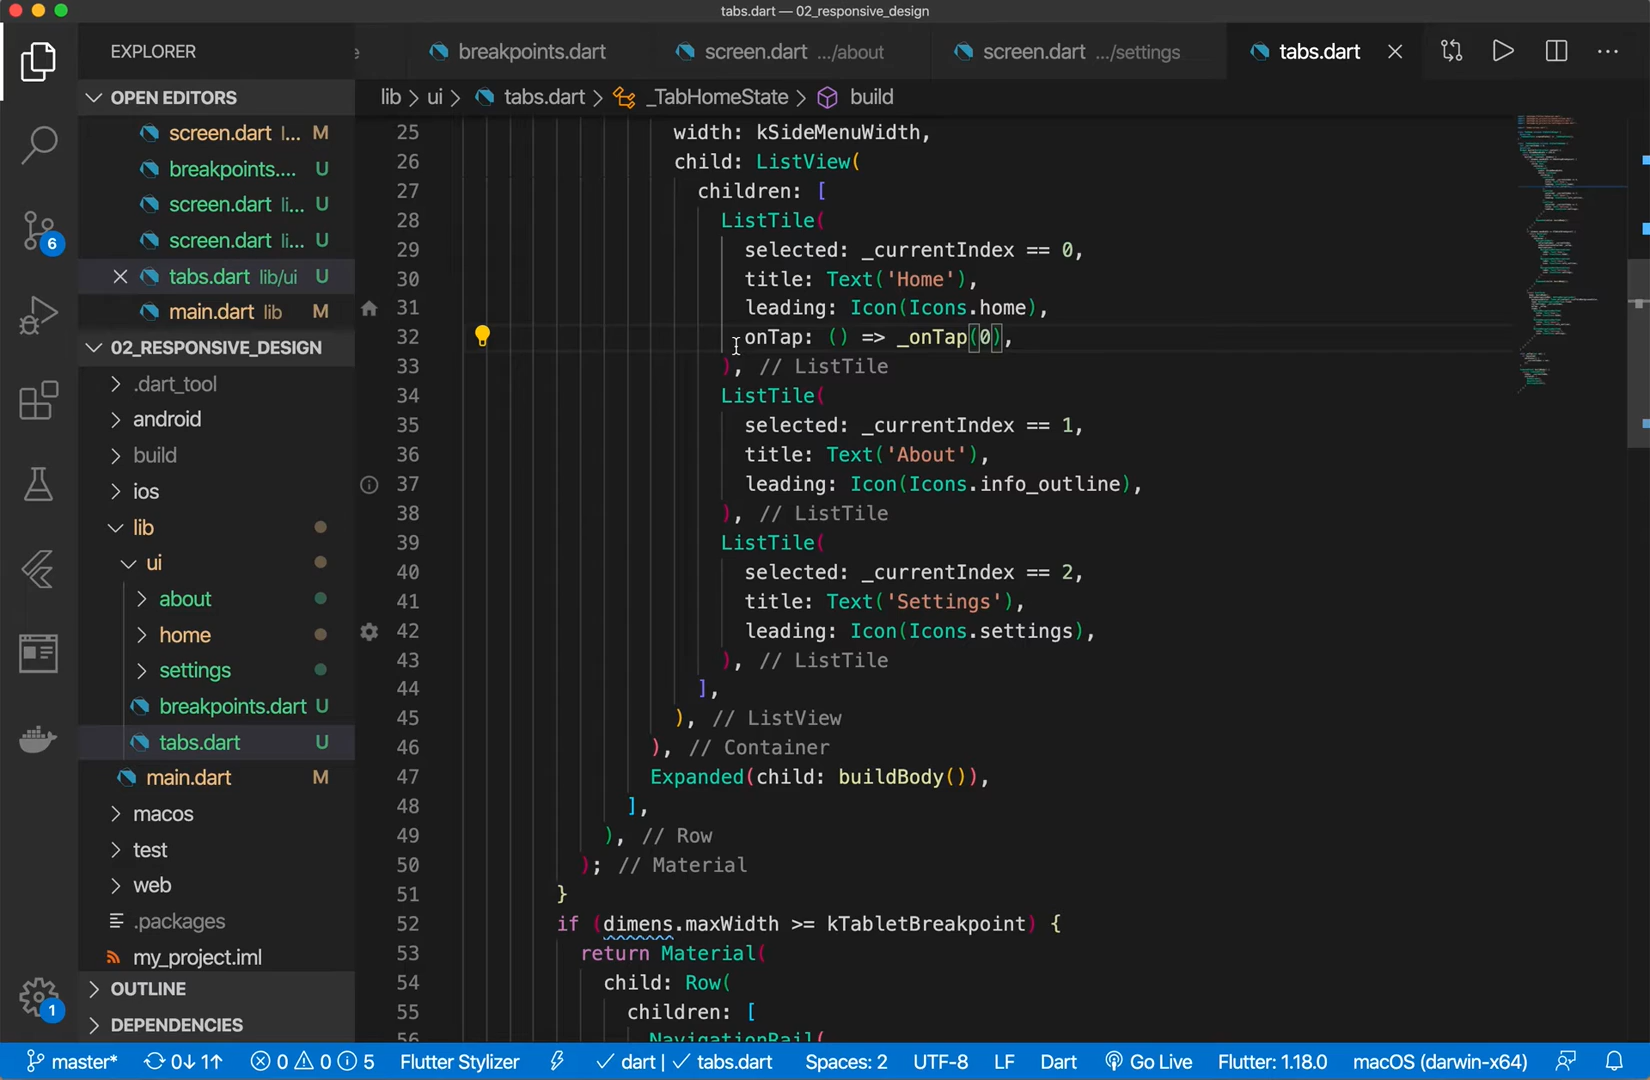 tabs.dart — 02_responsive_design
EXPLORER
e
breakpoints.dart
screen.dart .../about
screen.dart .../settings
tabs.dart
OPEN EDITORS
lib > ui > tabs.dart > _TabHomeState > build
screen.dart l... M
breakpoints.... U
screen.dart li... U
screen.dart li... U
tabs.dart lib/ui U
main.dart lib M
02_RESPONSIVE_DESIGN
.dart_tool
android
build
ios
lib
ui
about
home
settings
breakpoints.dart U
tabs.dart U
main.dart M
macos
test
web
.packages
my_project.iml
OUTLINE
DEPENDENCIES
6
1
25 width: kSideMenuWidth,
26 child: ListView(
27 children: [
28 ListTile(
29 selected: _currentIndex == 0,
30 title: Text('Home'),
31 leading: Icon(Icons.home),
32 onTap: () => _onTap(0),
33 ), // ListTile
34 ListTile(
35 selected: _currentIndex == 1,
36 title: Text('About'),
37 leading: Icon(Icons.info_outline),
38 ), // ListTile
39 ListTile(
40 selected: _currentIndex == 2,
41 title: Text('Settings'),
42 leading: Icon(Icons.settings),
43 ), // ListTile
44 ],
45 ), // ListView
46 ), // Container
47 Expanded(child: buildBody()),
48 ],
49 ), // Row
50 ); // Material
51 }
52 if (dimens.maxWidth >= kTabletBreakpoint) {
53 return Material(
54 child: Row(
55 children: [
56 NavigationRail(
master* 0↓ 1↑ 0 0 5 Flutter Stylizer dart | tabs.dart Spaces: 2 UTF-8 LF Dart Go Live Flutter: 1.18.0 macOS (darwin-x64)